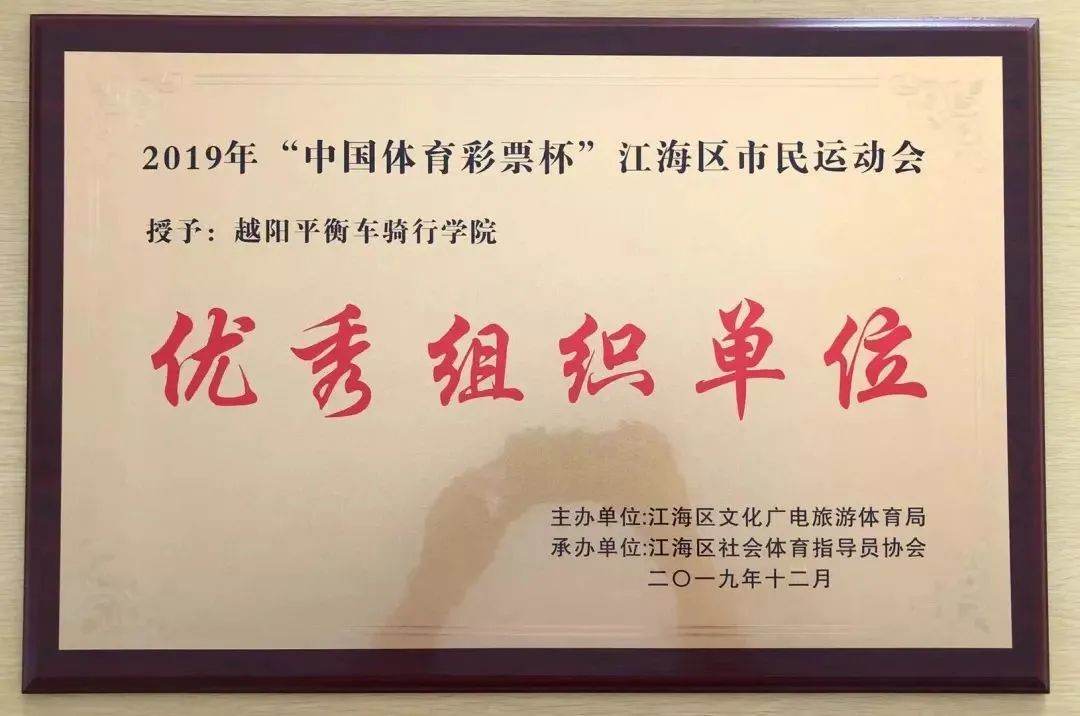 2019年“中国体育彩票杯”江海区市民运动会
授予：越阳平衡车骑行学院
优秀组织单位
主办单位:江海区文化广电旅游体育局
承办单位:江海区社会体育指导员协会
二〇一九年十二月